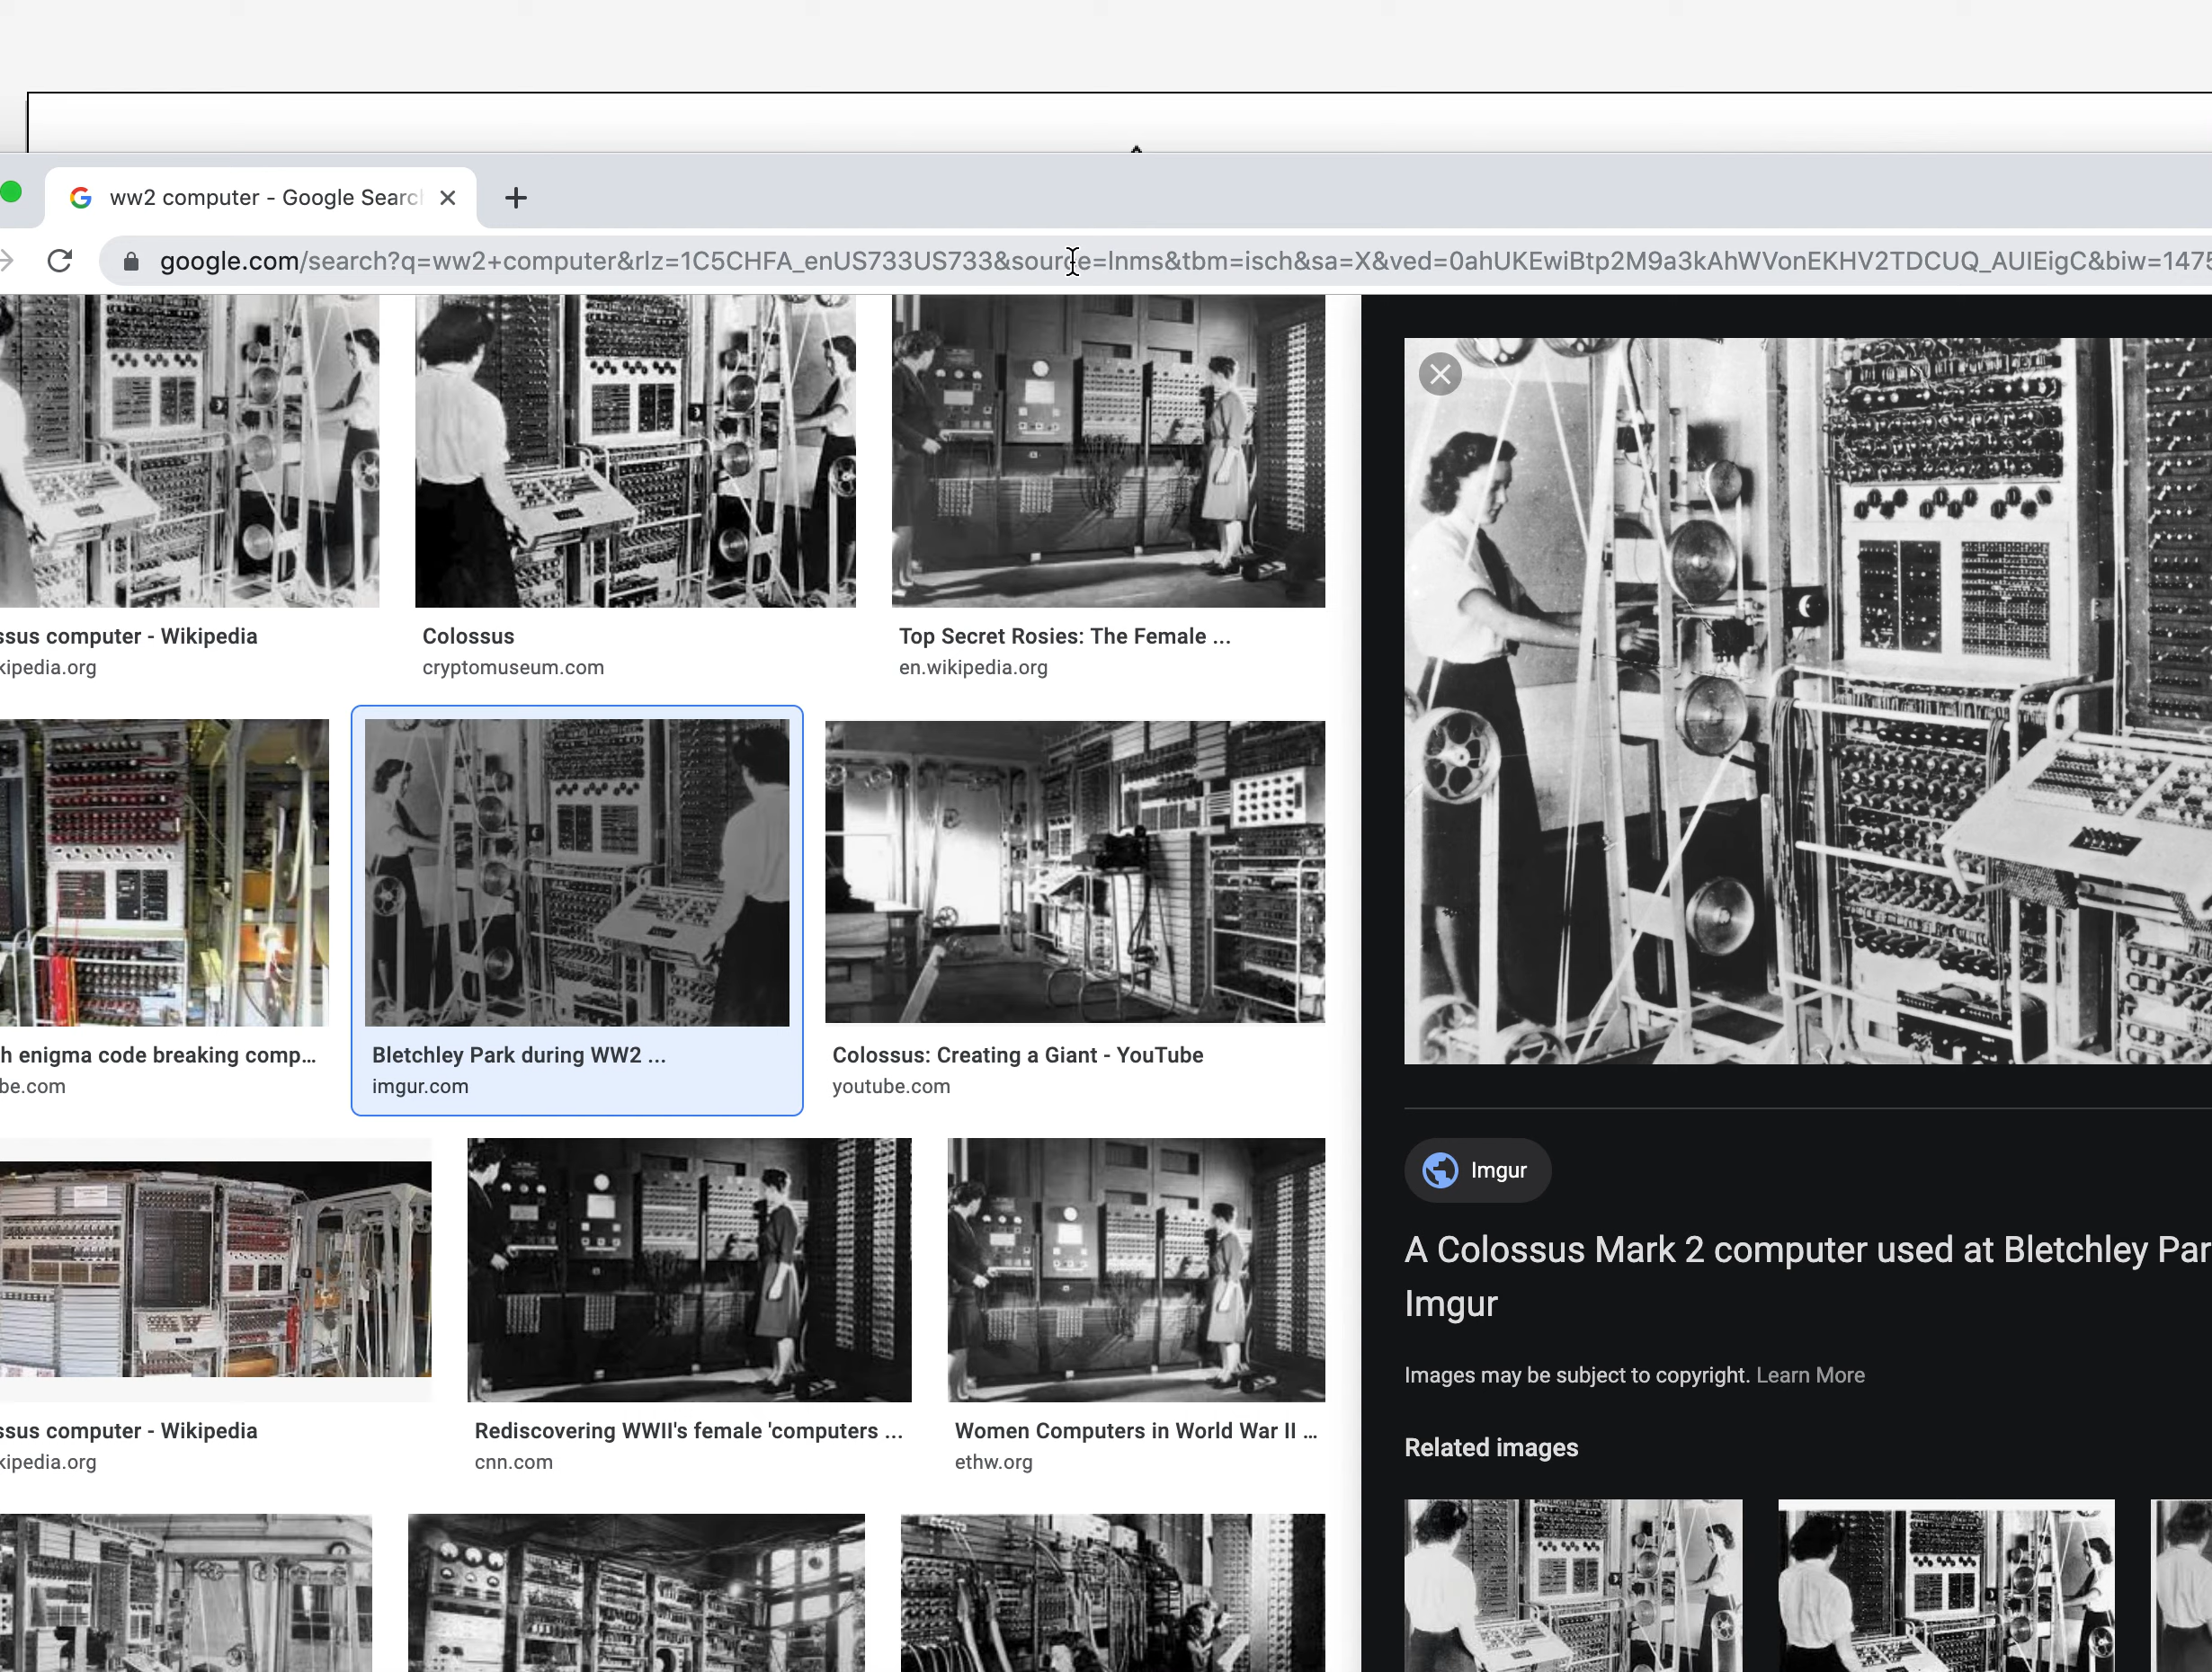 ww2 computer - Google Searc
google.com/search?q=ww2+computer&rlz=1C5CHFA_enUS733US733&source=lnms&tbm=isch&sa=X&ved=0ahUKEwiBtp2M9a3kAhWVonEKHV2TDCUQ_AUIEigC&biw=1475
ssus computer - Wikipedia
kipedia.org
Colossus
cryptomuseum.com
Top Secret Rosies: The Female ...
en.wikipedia.org
h enigma code breaking comp...
be.com
Bletchley Park during WW2 ...
imgur.com
Colossus: Creating a Giant - YouTube
youtube.com
ssus computer - Wikipedia
kipedia.org
Rediscovering WWII's female 'computers ...
cnn.com
Women Computers in World War II ...
ethw.org
Imgur
A Colossus Mark 2 computer used at Bletchley Par
Imgur
Images may be subject to copyright. Learn More
Related images